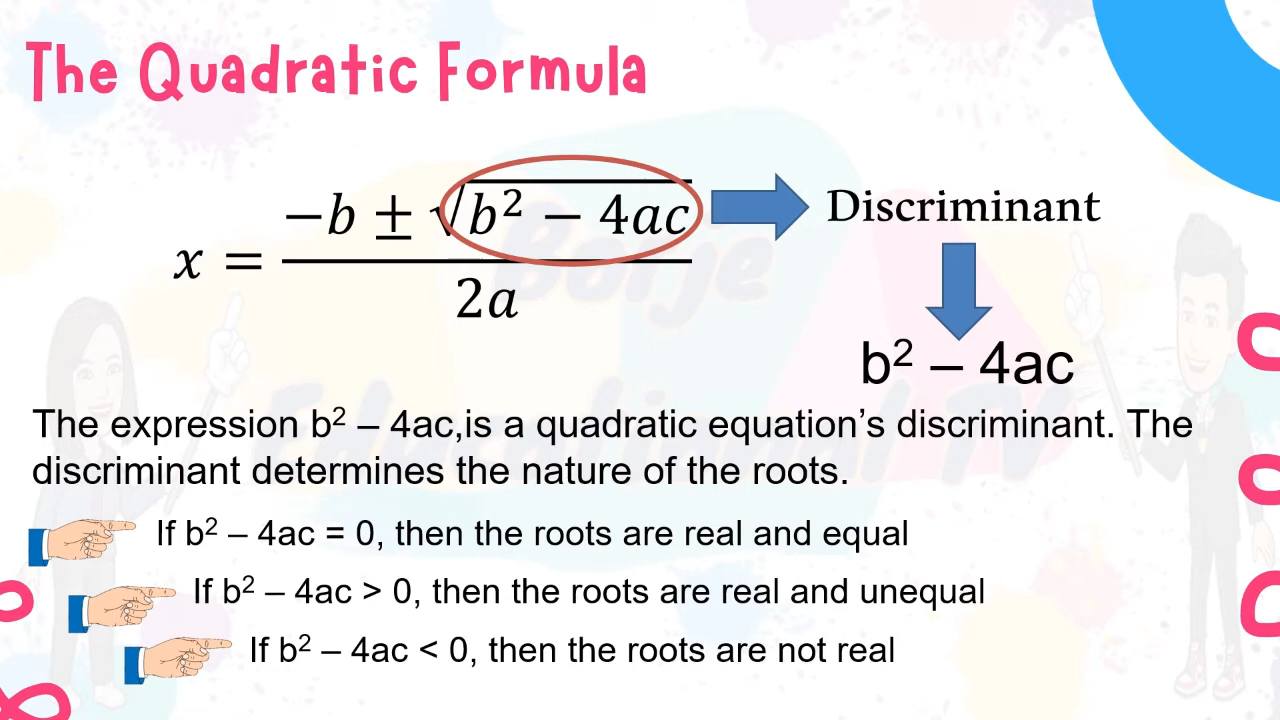 The Quadratic Formula
x = −b ± √b² − 4ac / 2a
Discriminant
b² – 4ac
Borje
Educational TV
The expression b² – 4ac,is a quadratic equation’s discriminant. The
discriminant determines the nature of the roots.
If b² – 4ac = 0, then the roots are real and equal
If b² – 4ac > 0, then the roots are real and unequal
If b² – 4ac < 0, then the roots are not real